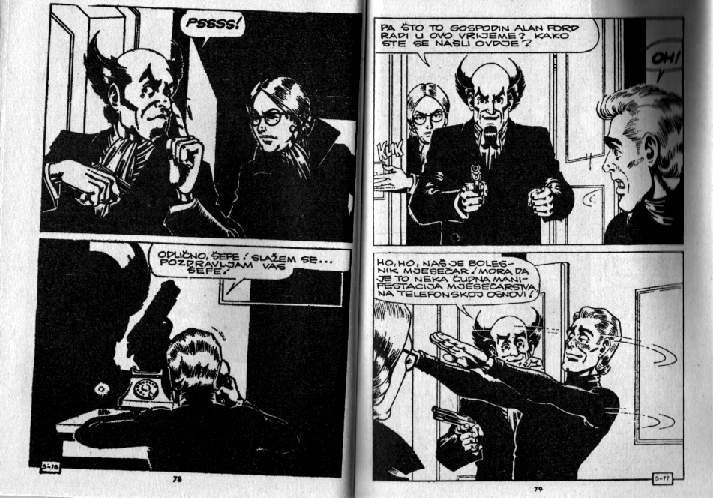 PSSSS!
ODLIČNO, ŠEFE! SLAŽEM SE...
POZDRAVLJAM VAS
ŠEFE!
78
PA ŠTO TO GOSPODIN ALAN FORD
RADI U OVO VRIJEME? KAKO
STE SE NAŠLI OVDJE?
OH!
HO, HO, NAŠ JE BOLES-
NIK MJESEČAR! MORA DA
JE TO NEKA ČUDNA MANI-
FESTACIJA MJESEČARSTVA
NA TELEFONSKOJ OSNOVI!
79